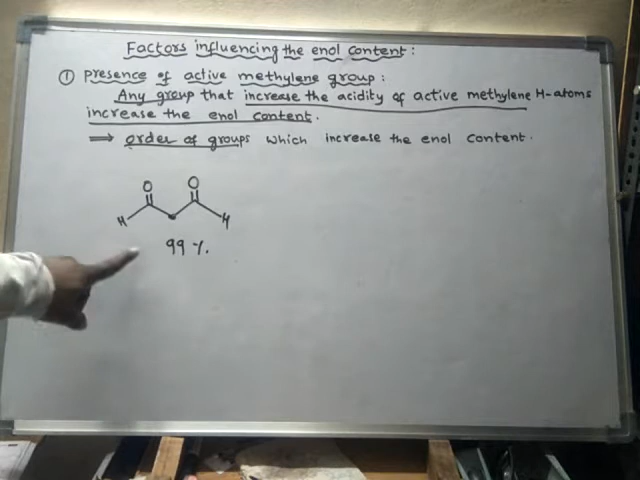 Factors influencing the enol content:
① Presence of active methylene group:
Any group that increase the acidity of active methylene H-atoms
increase the enol content.
⟹ order of groups which increase the enol content.
O O
H H
99 %.